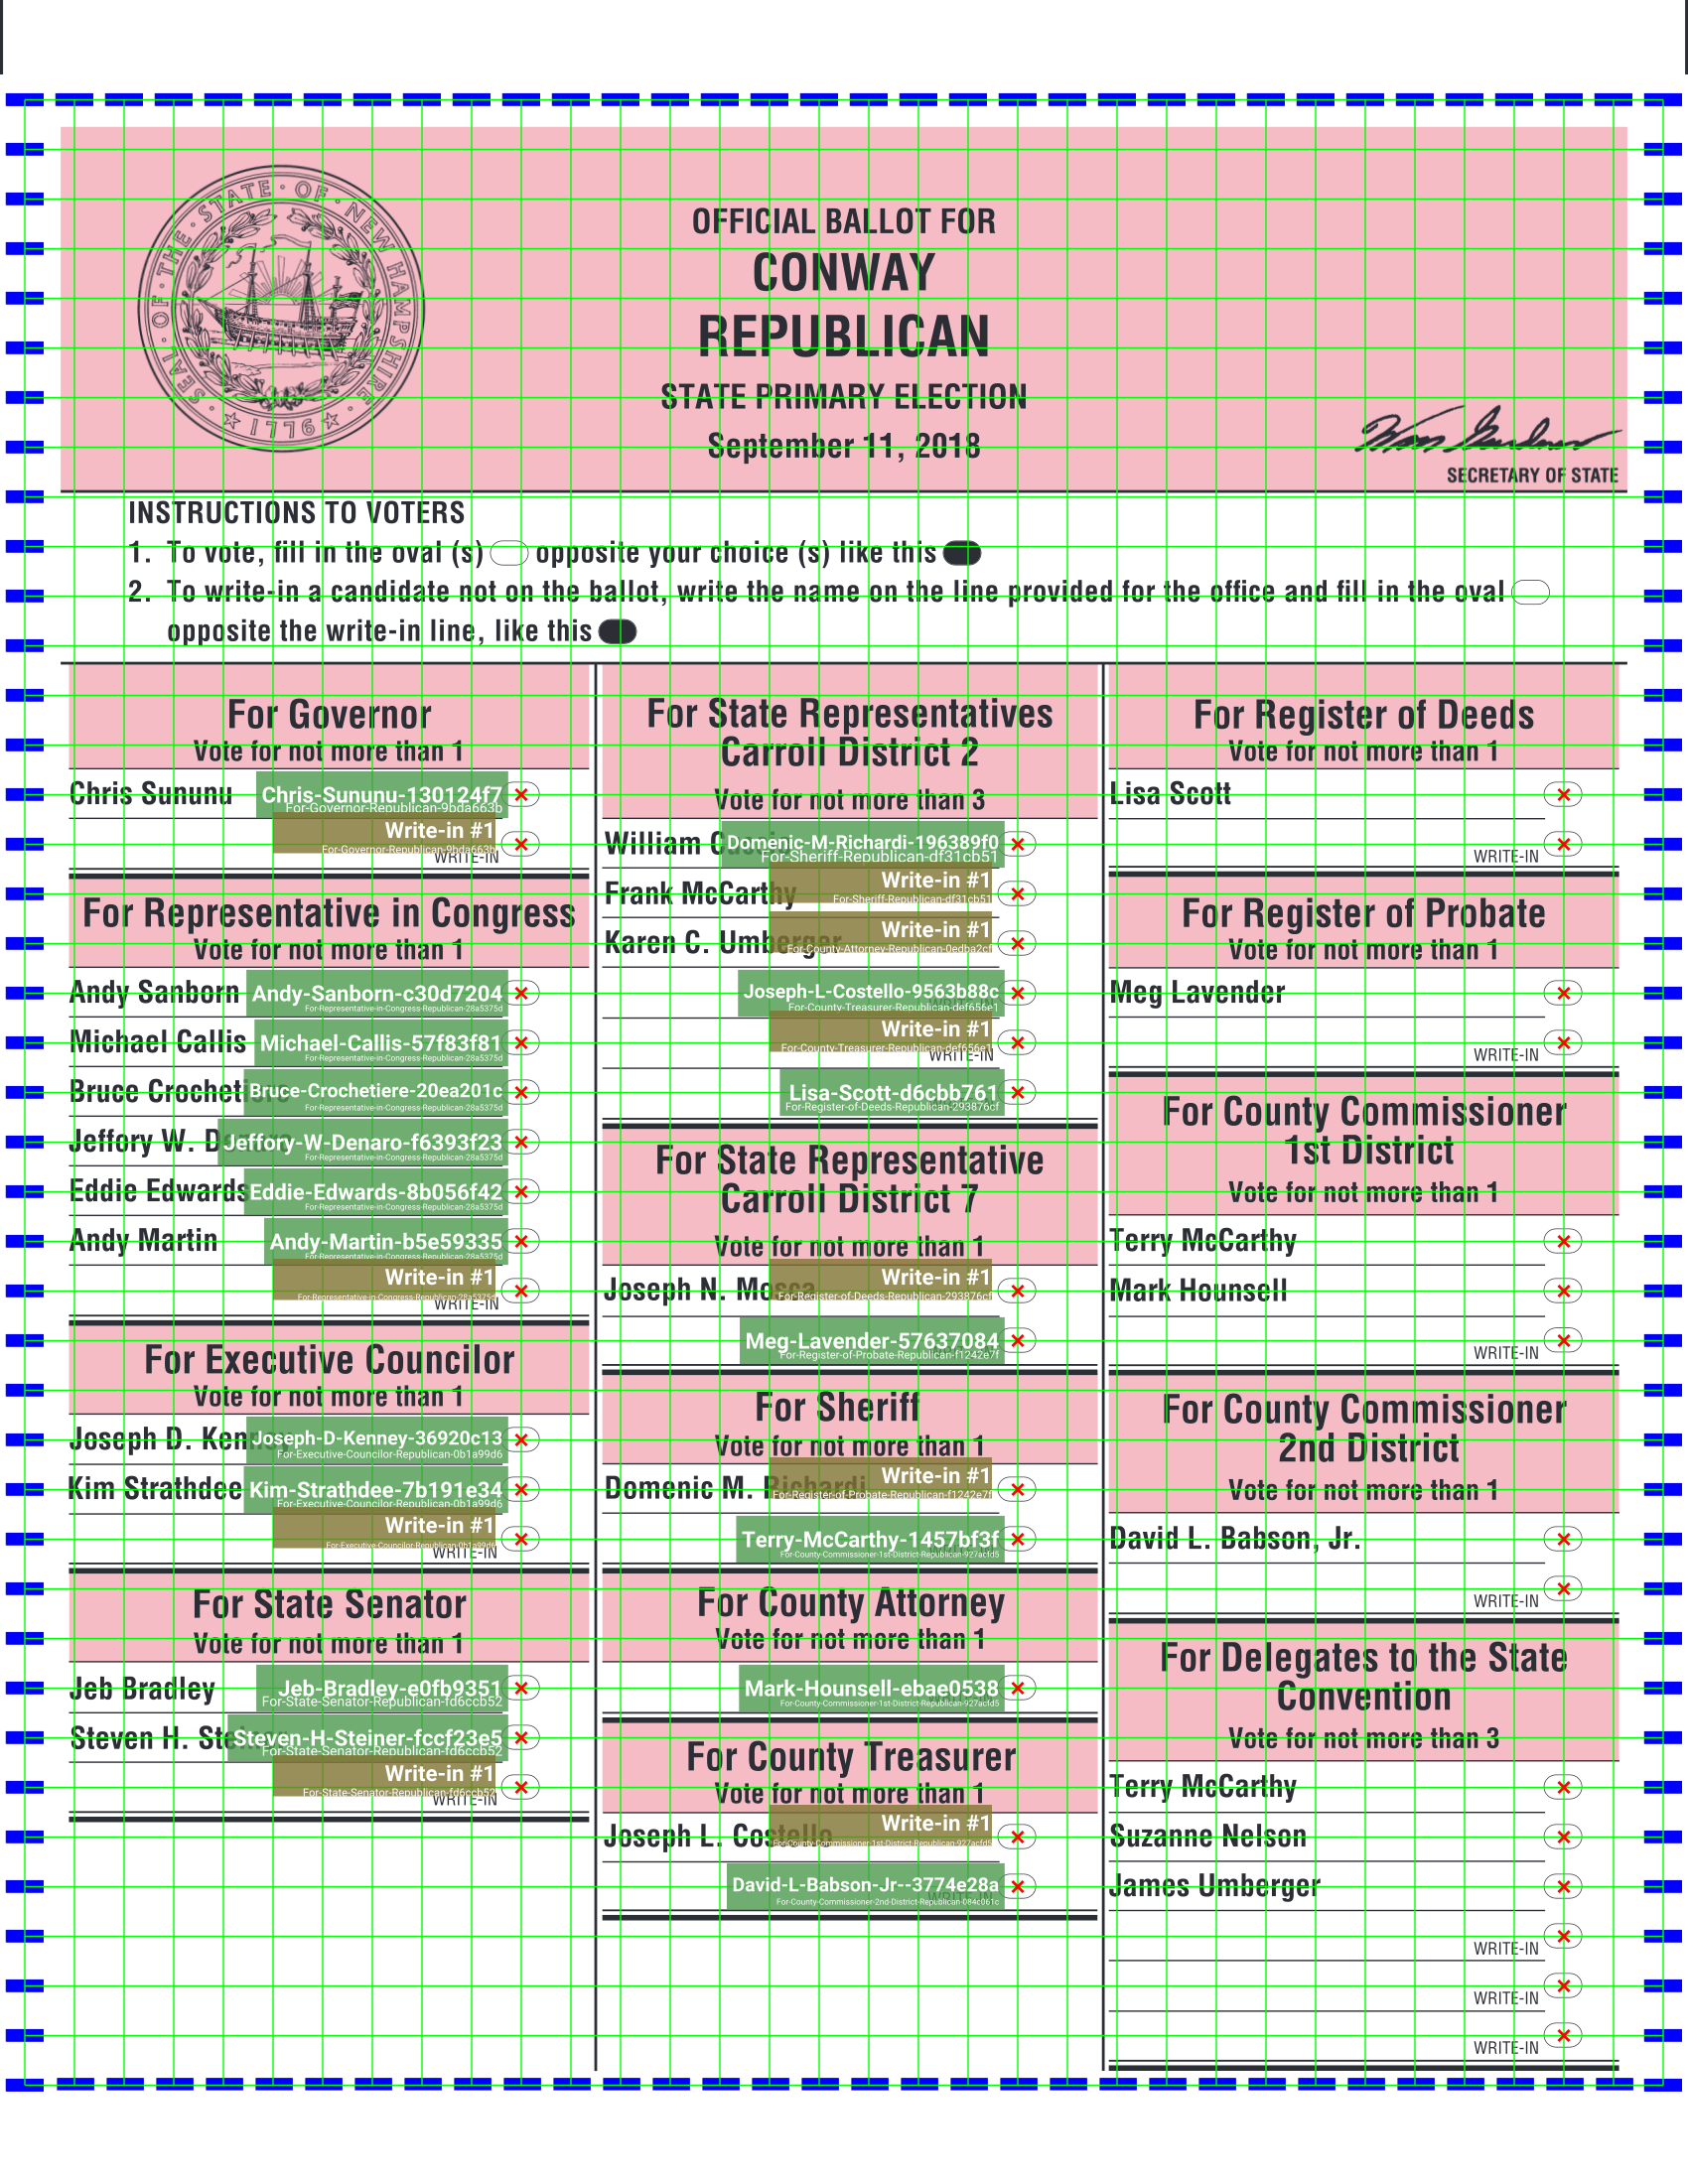 SEAL · OF · THE · STATE · OF · NEW HAMPSHIRE · 1776
OFFICIAL BALLOT FOR
CONWAY
REPUBLICAN
STATE PRIMARY ELECTION
September 11, 2018
SECRETARY OF STATE
INSTRUCTIONS TO VOTERS
1. To vote, fill in the oval (s) opposite your choice (s) like this
2. To write-in a candidate not on the ballot, write the name on the line provided for the office and fill in the oval
opposite the write-in line, like this
For Governor
Vote for not more than 1
Chris Sununu Chris-Sununu-130124f7
For-Governor-Republican-9bda663b
Write-in #1
For-Governor-Republican-9bda663b
WRITE-IN
For Representative in Congress
Vote for not more than 1
Andy Sanborn Andy-Sanborn-c30d7204
For-Representative-in-Congress-Republican-28a5375d
Michael Callis Michael-Callis-57f83f81
For-Representative-in-Congress-Republican-28a5375d
Bruce Crochetiere Bruce-Crochetiere-20ea201c
For-Representative-in-Congress-Republican-28a5375d
Jeffory W. D Jeffory-W-Denaro-f6393f23
For-Representative-in-Congress-Republican-28a5375d
Eddie Edwards Eddie-Edwards-8b056f42
For-Representative-in-Congress-Republican-28a5375d
Andy Martin Andy-Martin-b5e59335
For-Representative-in-Congress-Republican-28a5375d
Write-in #1
For-Representative-in-Congress-Republican-28a5375d
WRITE-IN
For Executive Councilor
Vote for not more than 1
Joseph D. Kenney Joseph-D-Kenney-36920c13
For-Executive-Councilor-Republican-0b1a99d6
Kim Strathdee Kim-Strathdee-7b191e34
For-Executive-Councilor-Republican-0b1a99d6
Write-in #1
For-Executive-Councilor-Republican-0b1a99d6
WRITE-IN
For State Senator
Vote for not more than 1
Jeb Bradley Jeb-Bradley-e0fb9351
For-State-Senator-Republican-fd6ccb52
Steven H. Steiner Steven-H-Steiner-fccf23e5
For-State-Senator-Republican-fd6ccb52
Write-in #1
For-State-Senator-Republican-fd6ccb52
WRITE-IN
For State Representatives
Carroll District 2
Vote for not more than 3
William C Domenic-M-Richardi-196389f0
For-Sheriff-Republican-df31cb51
Frank McCarthy Write-in #1
For-Sheriff-Republican-df31cb51
Karen C. Umberger Write-in #1
For-County-Attorney-Republican-0edba2cf
Joseph-L-Costello-9563b88c
For-County-Treasurer-Republican-def656e1
Write-in #1
For-County-Treasurer-Republican-def656e1
WRITE-IN
Lisa-Scott-d6cbb761
For-Register-of-Deeds-Republican-293876cf
For State Representative
Carroll District 7
Vote for not more than 1
Joseph N. Mosca Write-in #1
For-Register-of-Deeds-Republican-293876cf
Meg-Lavender-57637084
For-Register-of-Probate-Republican-f1242e7f
For Sheriff
Vote for not more than 1
Domenic M. Richardi Write-in #1
For-Register-of-Probate-Republican-f1242e7f
Terry-McCarthy-1457bf3f
For-County-Commissioner-1st-District-Republican-927acfd5
For County Attorney
Vote for not more than 1
Mark-Hounsell-ebae0538
For-County-Commissioner-1st-District-Republican-927acfd5
For County Treasurer
Vote for not more than 1
Joseph L. Costello Write-in #1
For-County-Commissioner-1st-District-Republican-927acfd5
David-L-Babson-Jr--3774e28a
For-County-Commissioner-2nd-District-Republican-084c061c
WRITE-IN
For Register of Deeds
Vote for not more than 1
Lisa Scott
WRITE-IN
For Register of Probate
Vote for not more than 1
Meg Lavender
WRITE-IN
For County Commissioner
1st District
Vote for not more than 1
Terry McCarthy
Mark Hounsell
WRITE-IN
For County Commissioner
2nd District
Vote for not more than 1
David L. Babson, Jr.
WRITE-IN
For Delegates to the State
Convention
Vote for not more than 3
Terry McCarthy
Suzanne Nelson
James Umberger
WRITE-IN
WRITE-IN
WRITE-IN